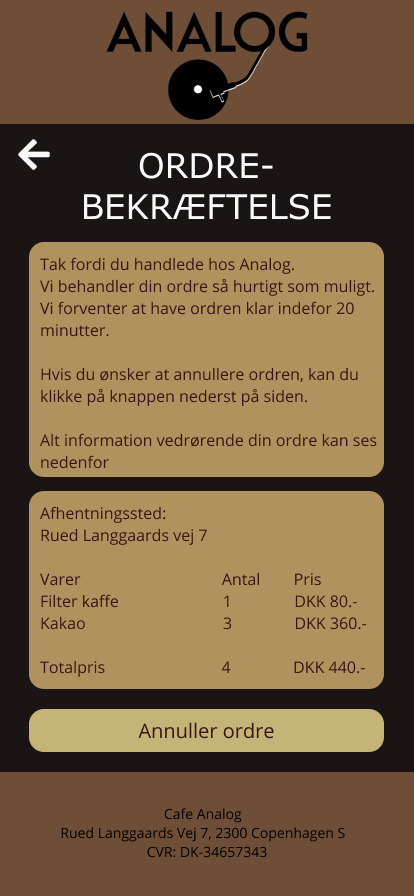 ANALOG
ORDRE-
BEKRÆFTELSE
Tak fordi du handlede hos Analog.
Vi behandler din ordre så hurtigt som muligt.
Vi forventer at have ordren klar indefor 20
minutter.
Hvis du ønsker at annullere ordren, kan du
klikke på knappen nederst på siden.
Alt information vedrørende din ordre kan ses
nedenfor
Afhentningssted:
Rued Langgaards vej 7
Varer Antal Pris
Filter kaffe 1 DKK 80.-
Kakao 3 DKK 360.-
Totalpris 4 DKK 440.-
Annuller ordre
Cafe Analog
Rued Langgaards Vej 7, 2300 Copenhagen S
CVR: DK-34657343